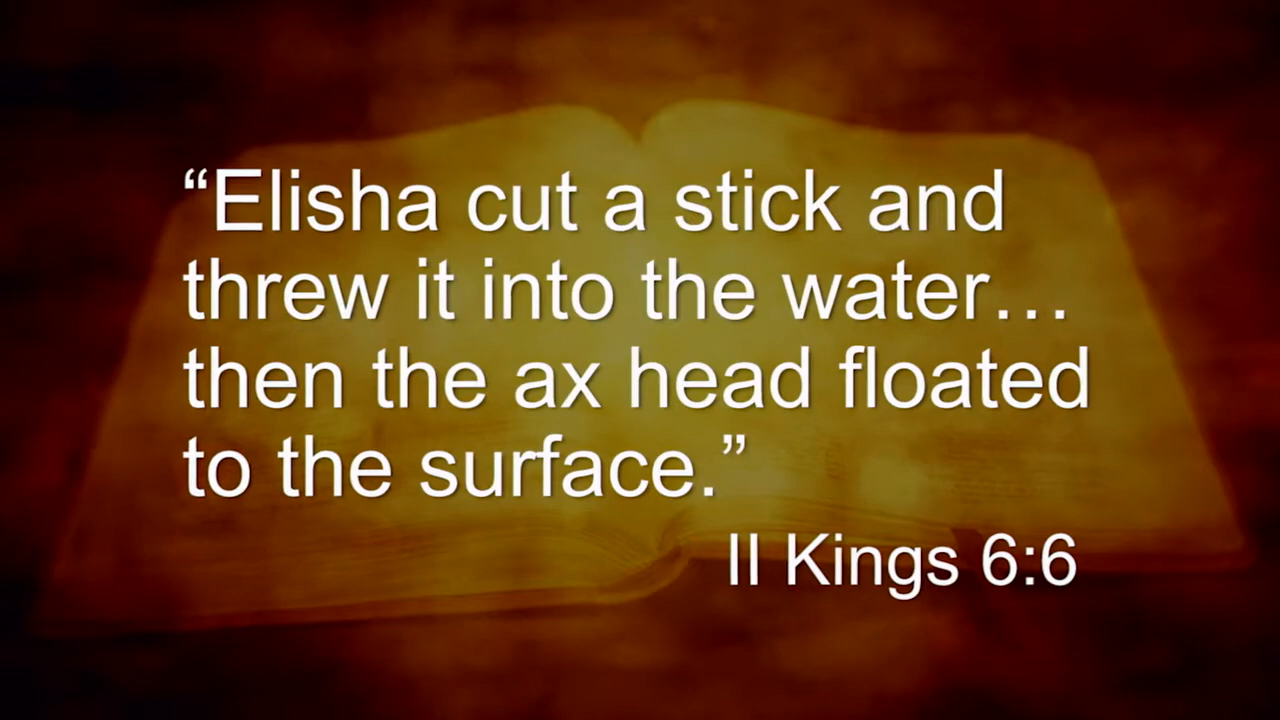 “Elisha cut a stick and
threw it into the water…
then the ax head floated
to the surface.”
II Kings 6:6